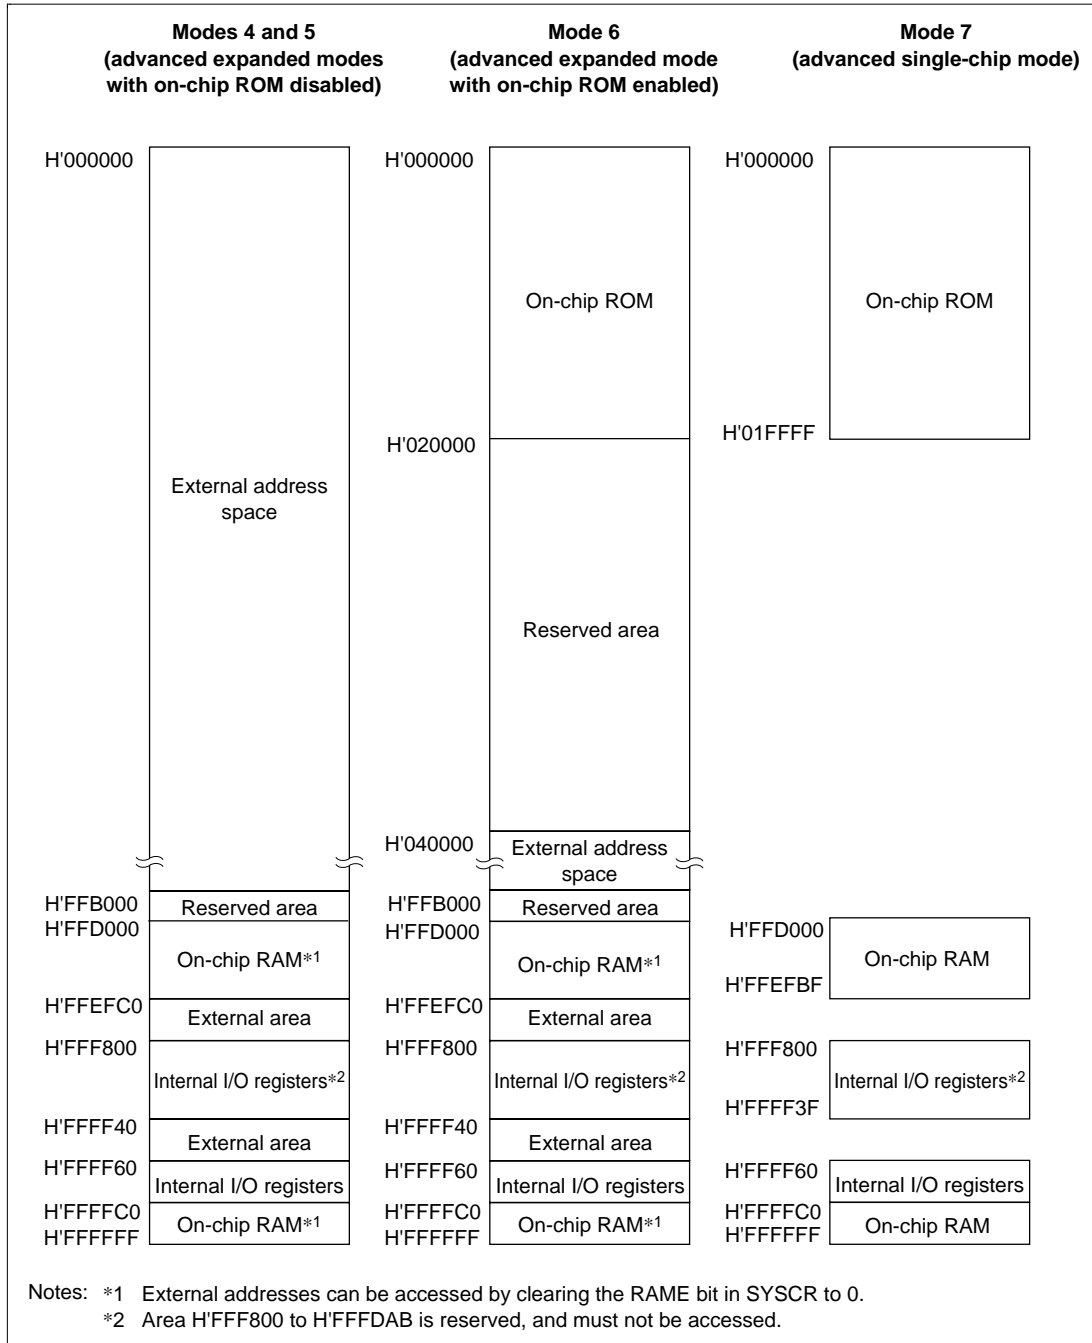 Modes 4 and 5
(advanced expanded modes
with on-chip ROM disabled)
Mode 6
(advanced expanded mode
with on-chip ROM enabled)
Mode 7
(advanced single-chip mode)
H'000000
External address
space
H'FFB000
Reserved area
H'FFD000
On-chip RAM*1
H'FFEFC0
External area
H'FFF800
Internal I/O registers*2
H'FFFF40
External area
H'FFFF60
Internal I/O registers
H'FFFFC0
On-chip RAM*1
H'FFFFFF
H'000000
On-chip ROM
H'020000
Reserved area
H'040000
External address
space
H'FFB000
Reserved area
H'FFD000
On-chip RAM*1
H'FFEFC0
External area
H'FFF800
Internal I/O registers*2
H'FFFF40
External area
H'FFFF60
Internal I/O registers
H'FFFFC0
On-chip RAM*1
H'FFFFFF
H'000000
On-chip ROM
H'01FFFF
H'FFD000
On-chip RAM
H'FFEFBF
H'FFF800
Internal I/O registers*2
H'FFFF3F
H'FFFF60
Internal I/O registers
H'FFFFC0
On-chip RAM
H'FFFFFF
Notes: *1 External addresses can be accessed by clearing the RAME bit in SYSCR to 0.
*2 Area H'FFF800 to H'FFFDAB is reserved, and must not be accessed.